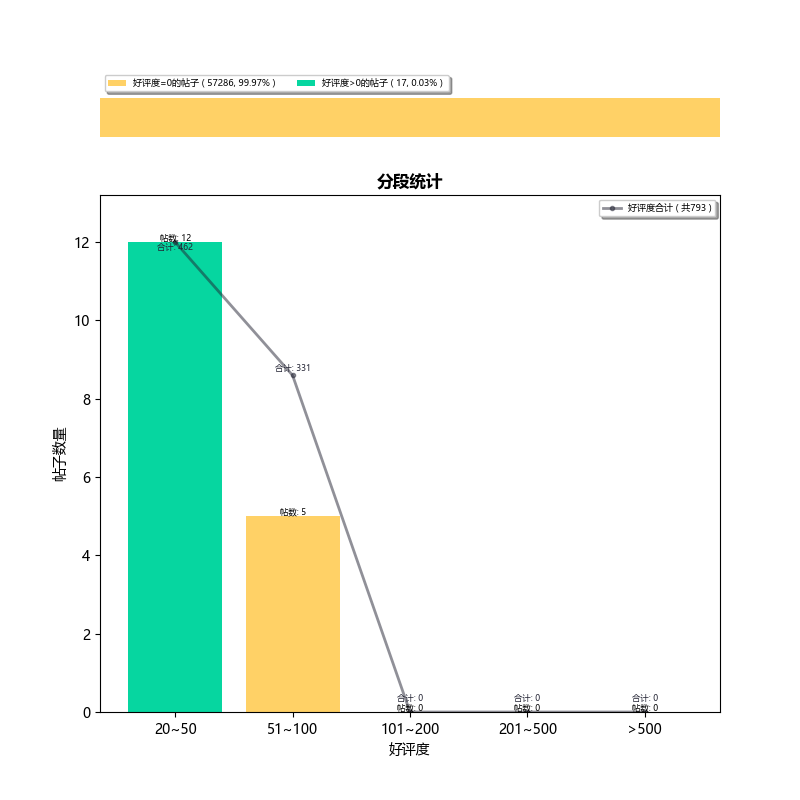 好评度=0的帖子 ( 57286, 99.97% ) 好评度>0的帖子 ( 17, 0.03% )
分段统计
好评度合计 ( 共793 )
帖数: 12
合计: 462
合计: 331
帖数: 5
合计: 0
帖数: 0
合计: 0
帖数: 0
合计: 0
帖数: 0
12
10
8
6
4
2
0
帖子数量
20~50 51~100 101~200 201~500 >500
好评度